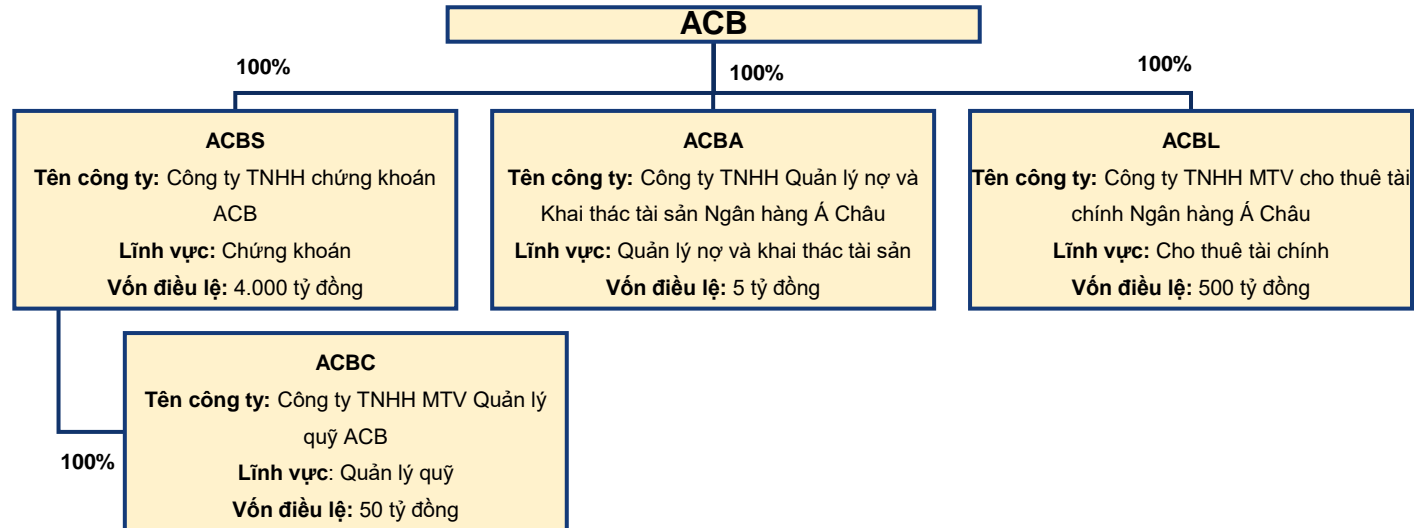 ACB
100%
100%
100%
ACBS
Tên công ty: Công ty TNHH chứng khoán
ACB
Lĩnh vực: Chứng khoán
Vốn điều lệ: 4.000 tỷ đồng
ACBA
Tên công ty: Công ty TNHH Quản lý nợ và
Khai thác tài sản Ngân hàng Á Châu
Lĩnh vực: Quản lý nợ và khai thác tài sản
Vốn điều lệ: 5 tỷ đồng
ACBL
Tên công ty: Công ty TNHH MTV cho thuê tài
chính Ngân hàng Á Châu
Lĩnh vực: Cho thuê tài chính
Vốn điều lệ: 500 tỷ đồng
100%
ACBC
Tên công ty: Công ty TNHH MTV Quản lý
quỹ ACB
Lĩnh vực: Quản lý quỹ
Vốn điều lệ: 50 tỷ đồng